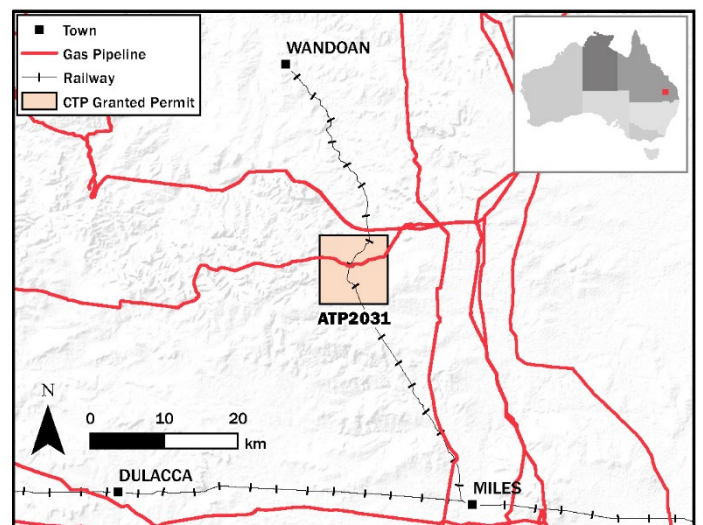 Town
Gas Pipeline
Railway
CTP Granted Permit
WANDOAN
ATP2031
N
0 10 20
km
DULACCA
MILES